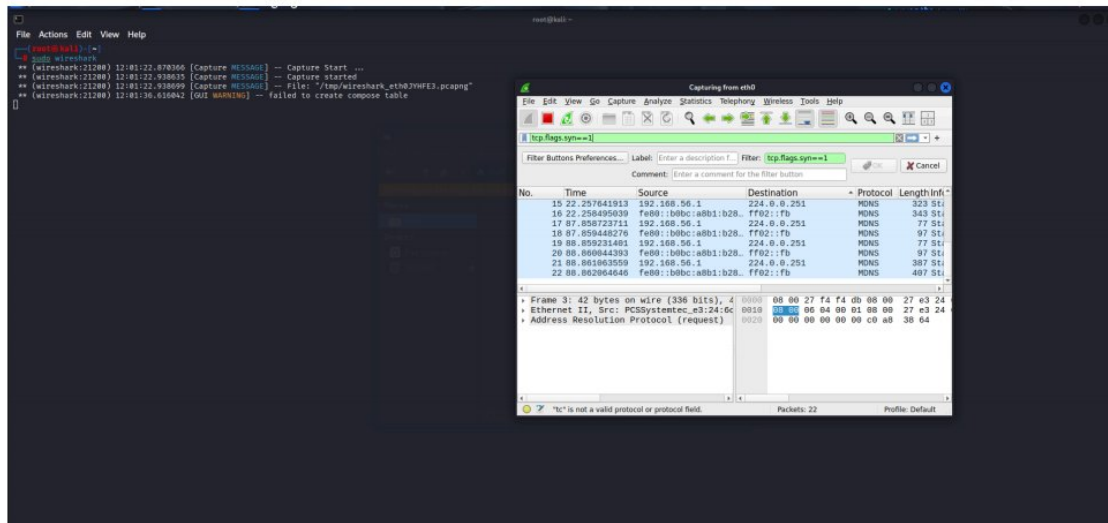 root@kali: ~
File Actions Edit View Help
(root@kali)-[~]
sudo wireshark
** (wireshark:21200) 12:01:22.870366 [Capture MESSAGE] -- Capture Start ...
** (wireshark:21200) 12:01:22.938635 [Capture MESSAGE] -- Capture started
** (wireshark:21200) 12:01:22.938699 [Capture MESSAGE] -- File: "/tmp/wireshark_eth0JYHFE3.pcapng"
** (wireshark:21200) 12:01:36.616042 [GUI WARNING] -- failed to create compose table
Capturing from eth0
File Edit View Go Capture Analyze Statistics Telephony Wireless Tools Help
tcp.flags.syn==1
Filter Buttons Preferences... Label: Enter a description f... Filter: tcp.flags.syn==1 OK Cancel
Comment: Enter a comment for the filter button
No. Time Source Destination Protocol Length Info
15 22.257641913 192.168.56.1 224.0.0.251 MDNS 323 Sta
16 22.258495039 fe80::b0bc:a8b1:b28… ff02::fb MDNS 343 Sta
17 87.858723711 192.168.56.1 224.0.0.251 MDNS 77 Sta
18 87.859448276 fe80::b0bc:a8b1:b28… ff02::fb MDNS 97 Sta
19 88.859231401 192.168.56.1 224.0.0.251 MDNS 77 Sta
20 88.860044393 fe80::b0bc:a8b1:b28… ff02::fb MDNS 97 Sta
21 88.861063559 192.168.56.1 224.0.0.251 MDNS 387 Sta
22 88.862064646 fe80::b0bc:a8b1:b28… ff02::fb MDNS 407 Sta
Frame 3: 42 bytes on wire (336 bits), 4 0000 08 00 27 f4 f4 db 08 00 27 e3 24
Ethernet II, Src: PCSSystemtec_e3:24:6c 0010 08 00 06 04 00 01 08 00 27 e3 24
Address Resolution Protocol (request) 0020 00 00 00 00 00 00 c0 a8 38 64
"tc" is not a valid protocol or protocol field. Packets: 22 Profile: Default